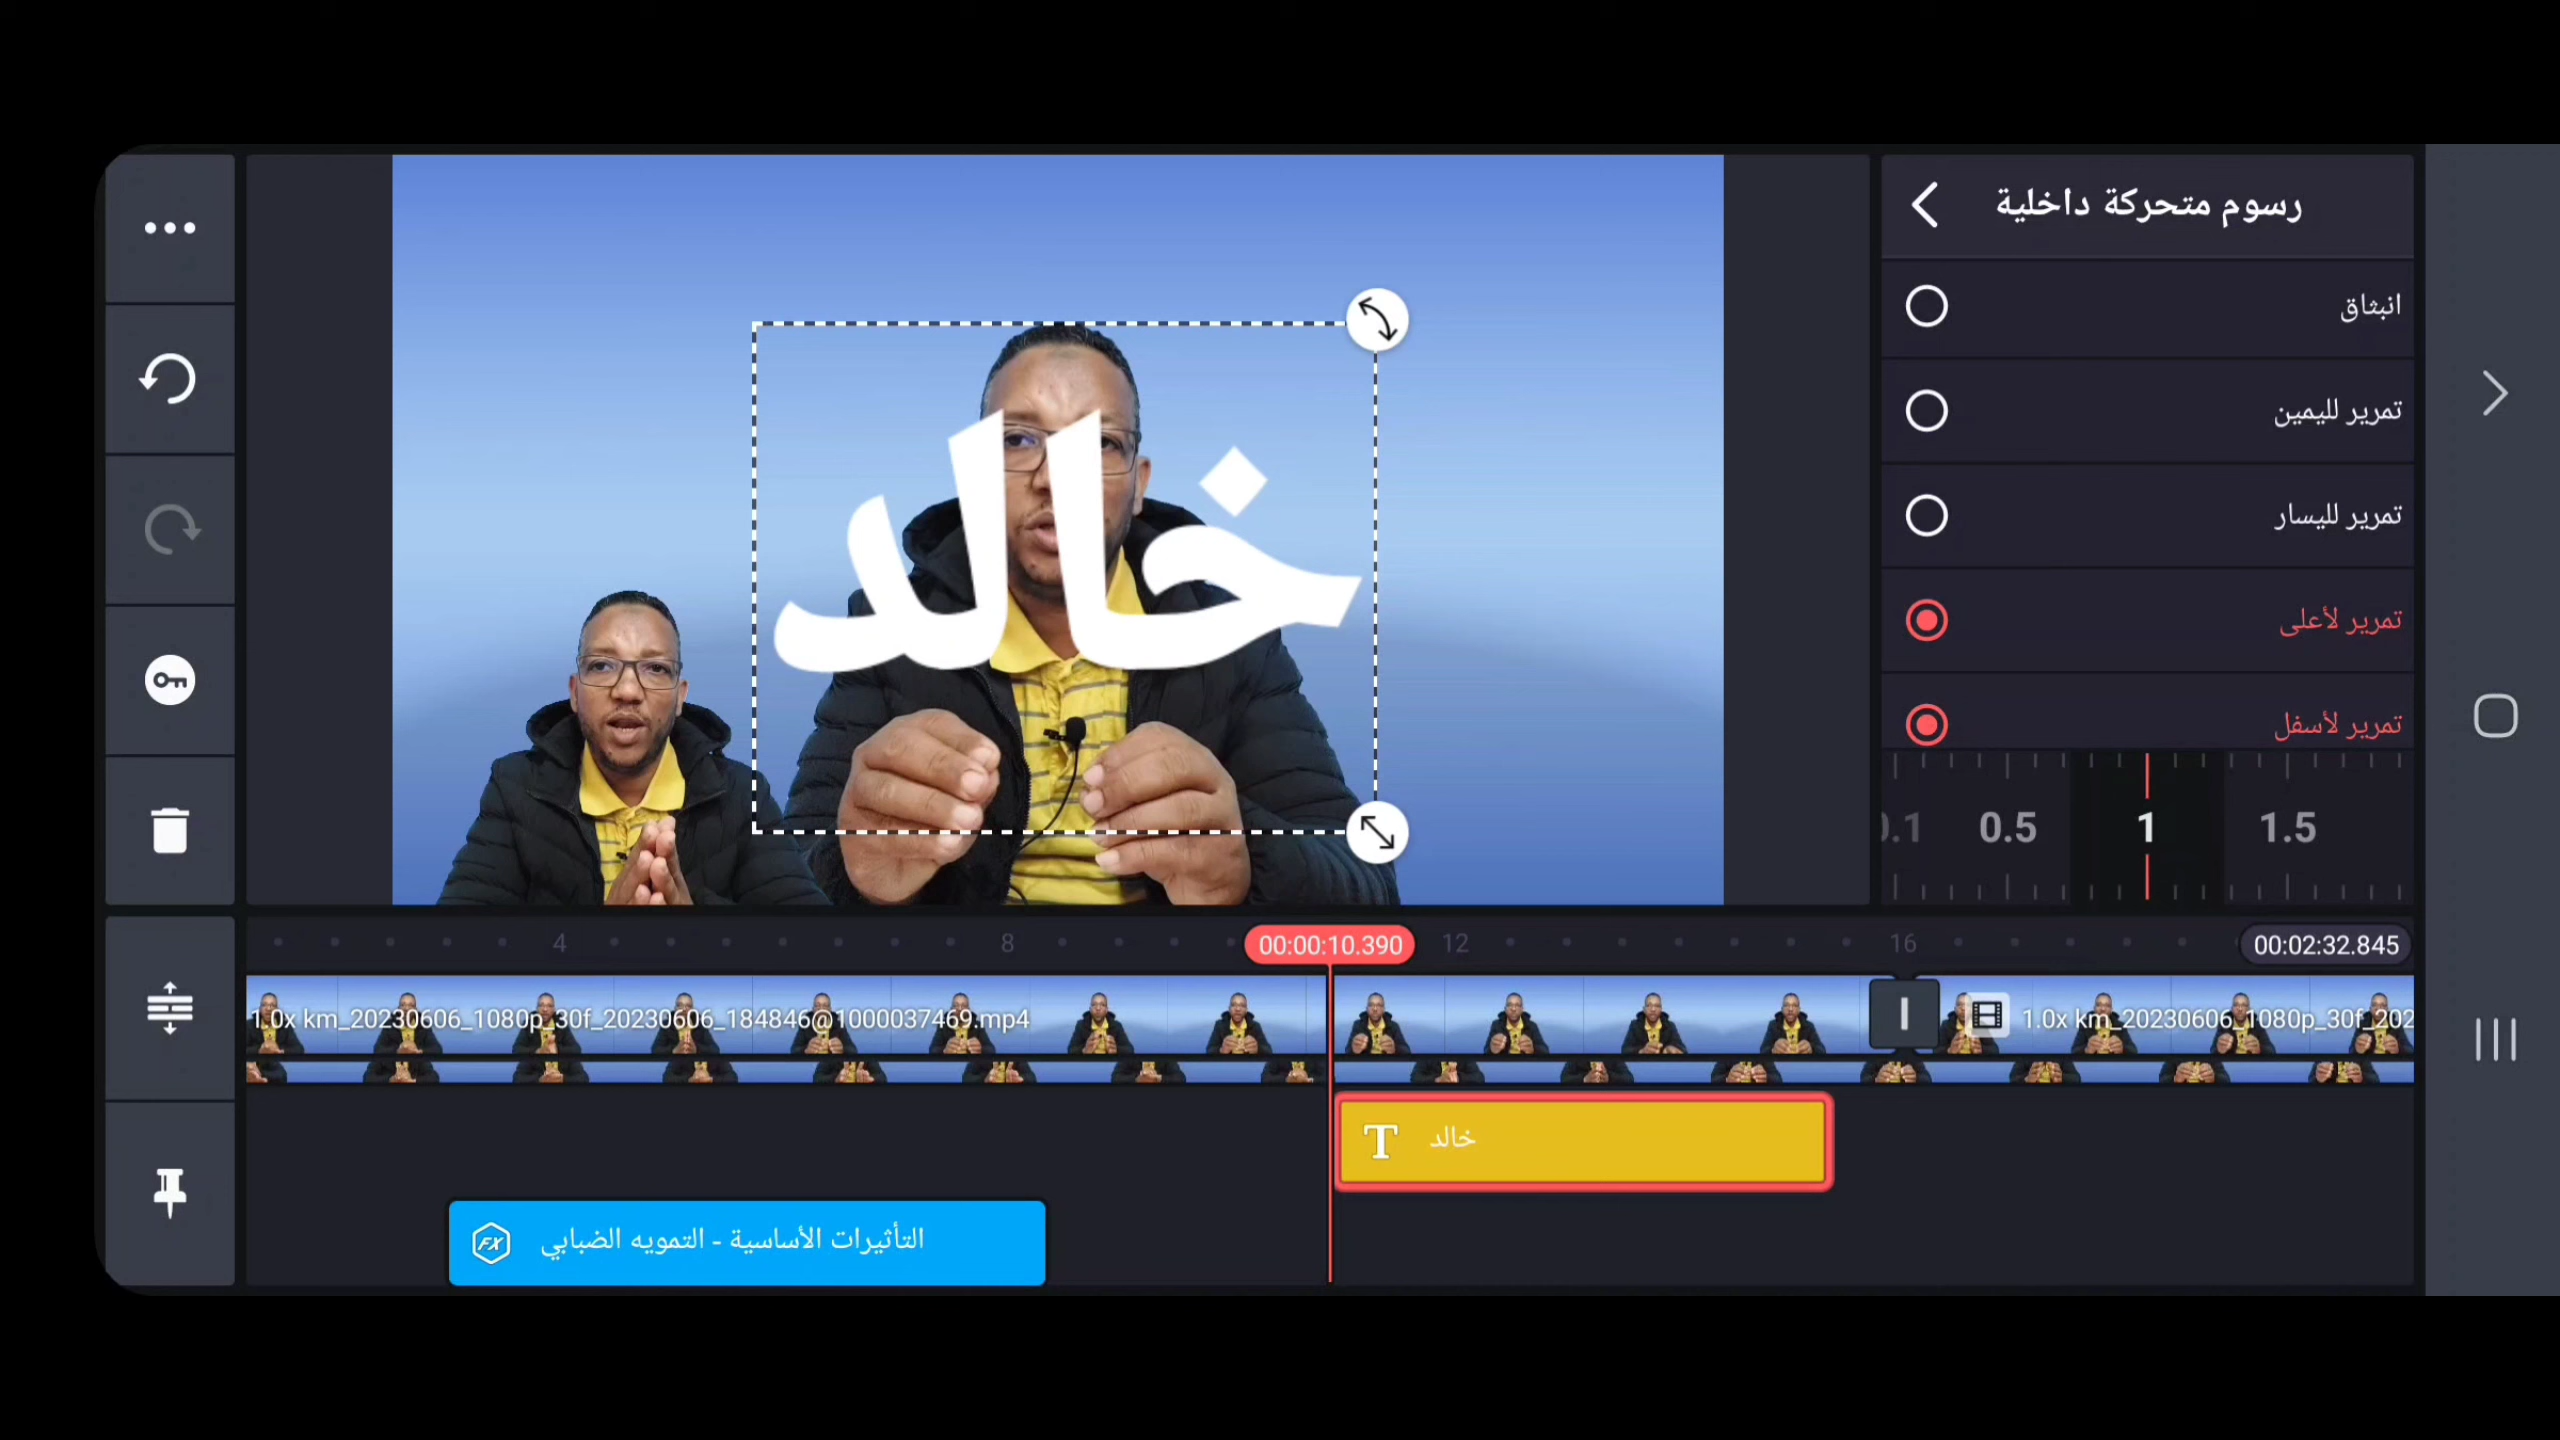 رسوم متحركة داخلية
انبثاق
تمرير لليمين
تمرير لليسار
تمرير لأعلى
تمرير لأسفل
0.5 1 1.5
خالد
4 8 00:00:10.390 12 16 00:02:32.845
1.0x km_20230606_1080p_30f_20230606_184846@1000037469.mp4
1.0x km_20230606_1080p_30f_202
T خالد
FX التأثيرات الأساسية - التمويه الضبابي